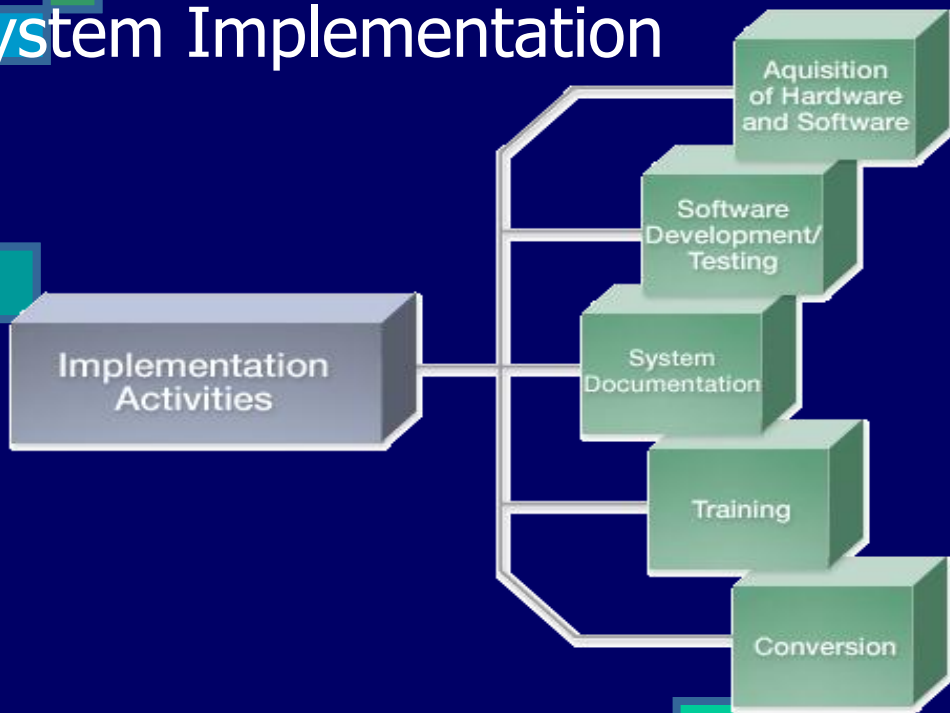 ystem Implementation
Aquisition
of Hardware
and Software
Software
Development/
Testing
Implementation
Activities
System
Documentation
Training
Conversion